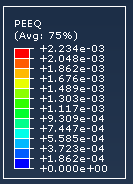 PEEQ
(Avg: 75%)
+2.234e-03
+2.048e-03
+1.862e-03
+1.676e-03
+1.489e-03
+1.303e-03
+1.117e-03
+9.309e-04
+7.447e-04
+5.585e-04
+3.723e-04
+1.862e-04
+0.000e+00